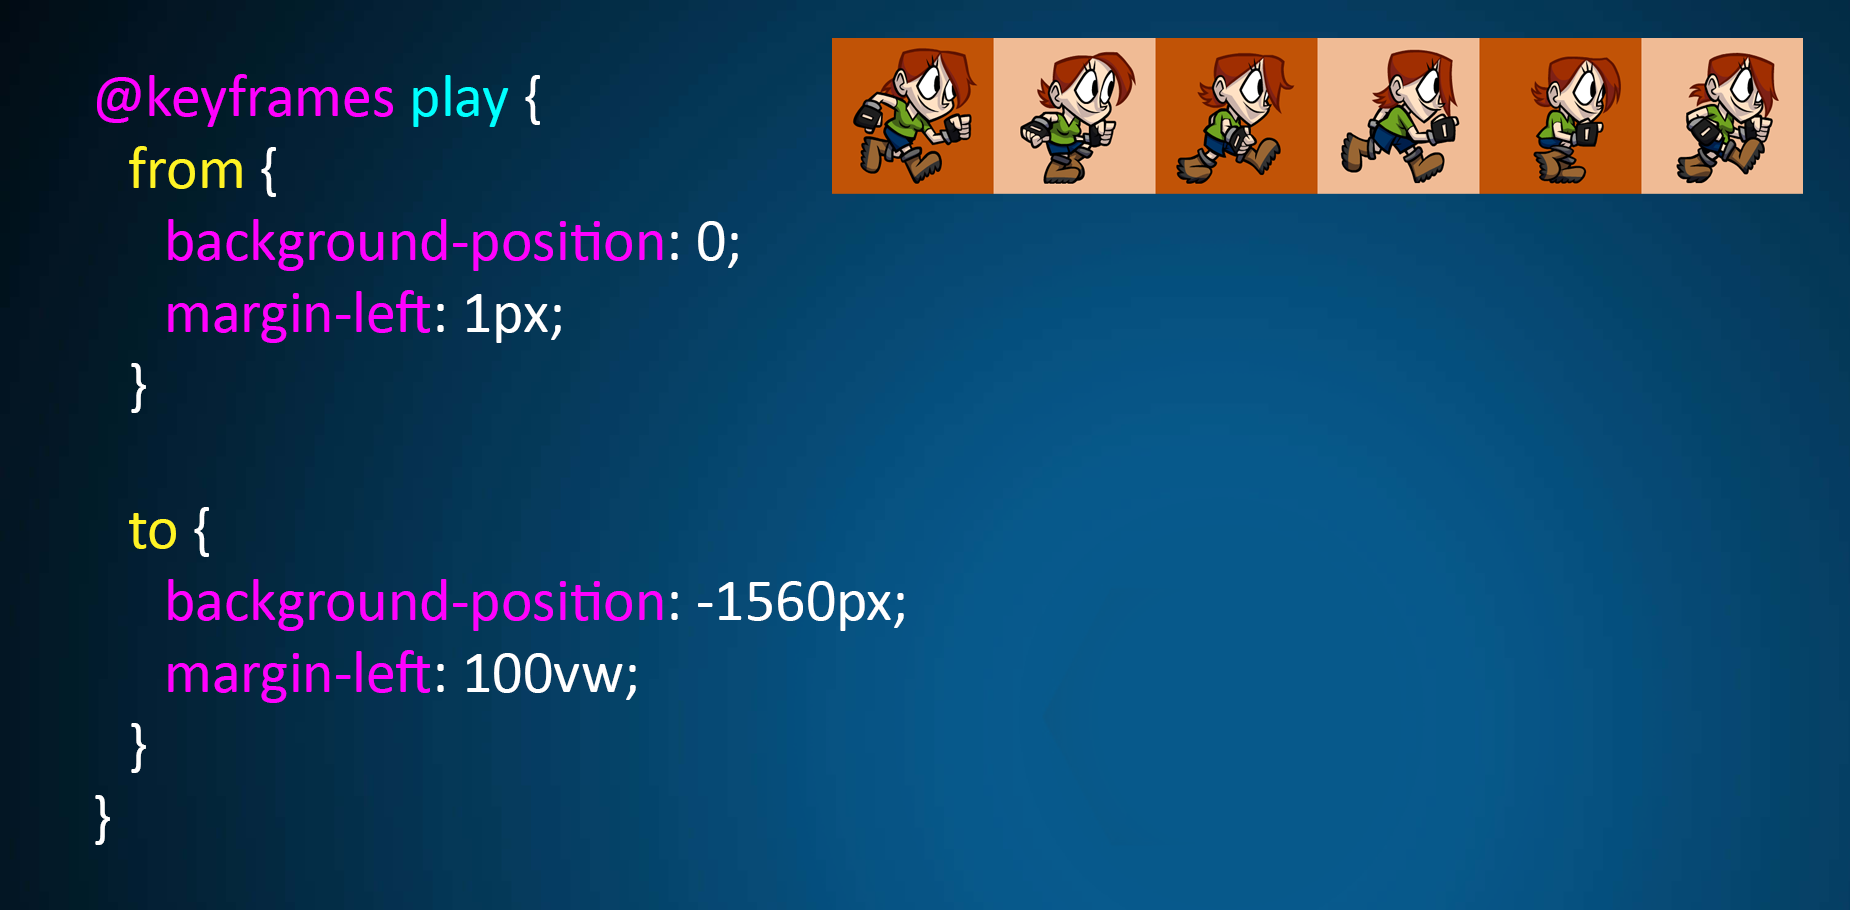 @keyframes play {
from {
background-position: 0;
margin-left: 1px;
}
to {
background-position: -1560px;
margin-left: 100vw;
}
}